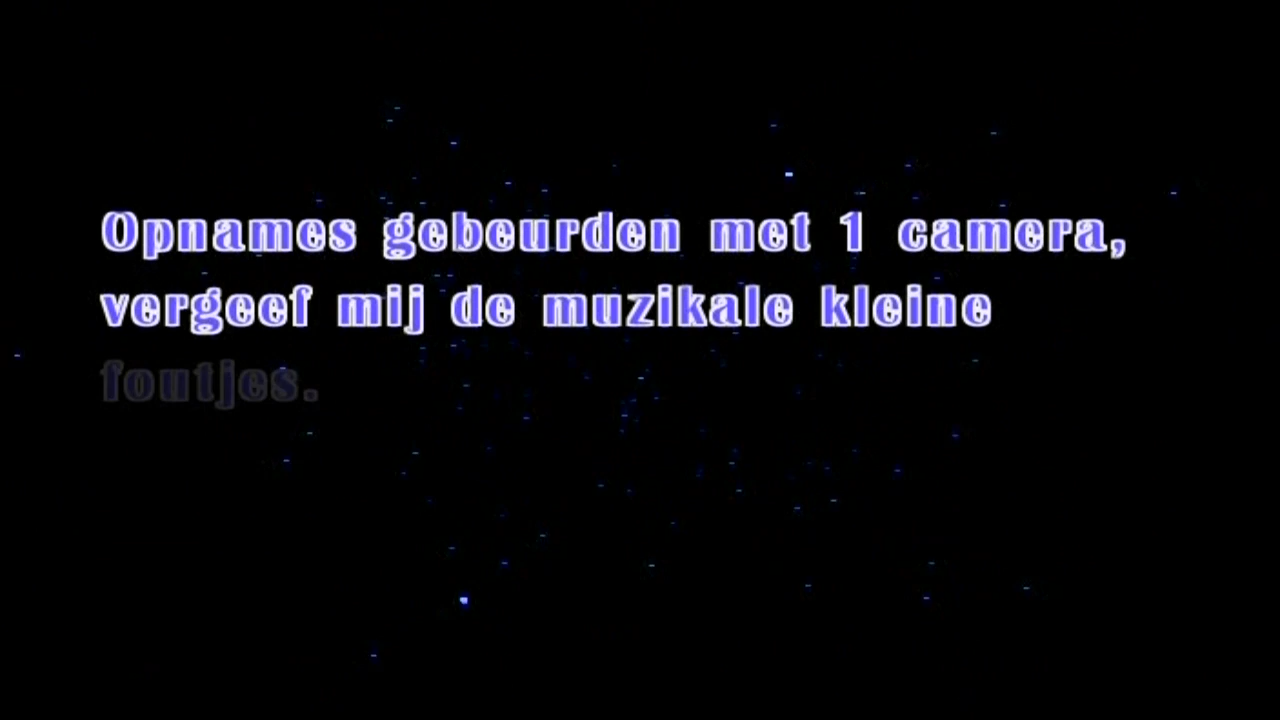 Opnames gebeurden met 1 camera,
vergeef mij de muzikale kleine
foutjes.